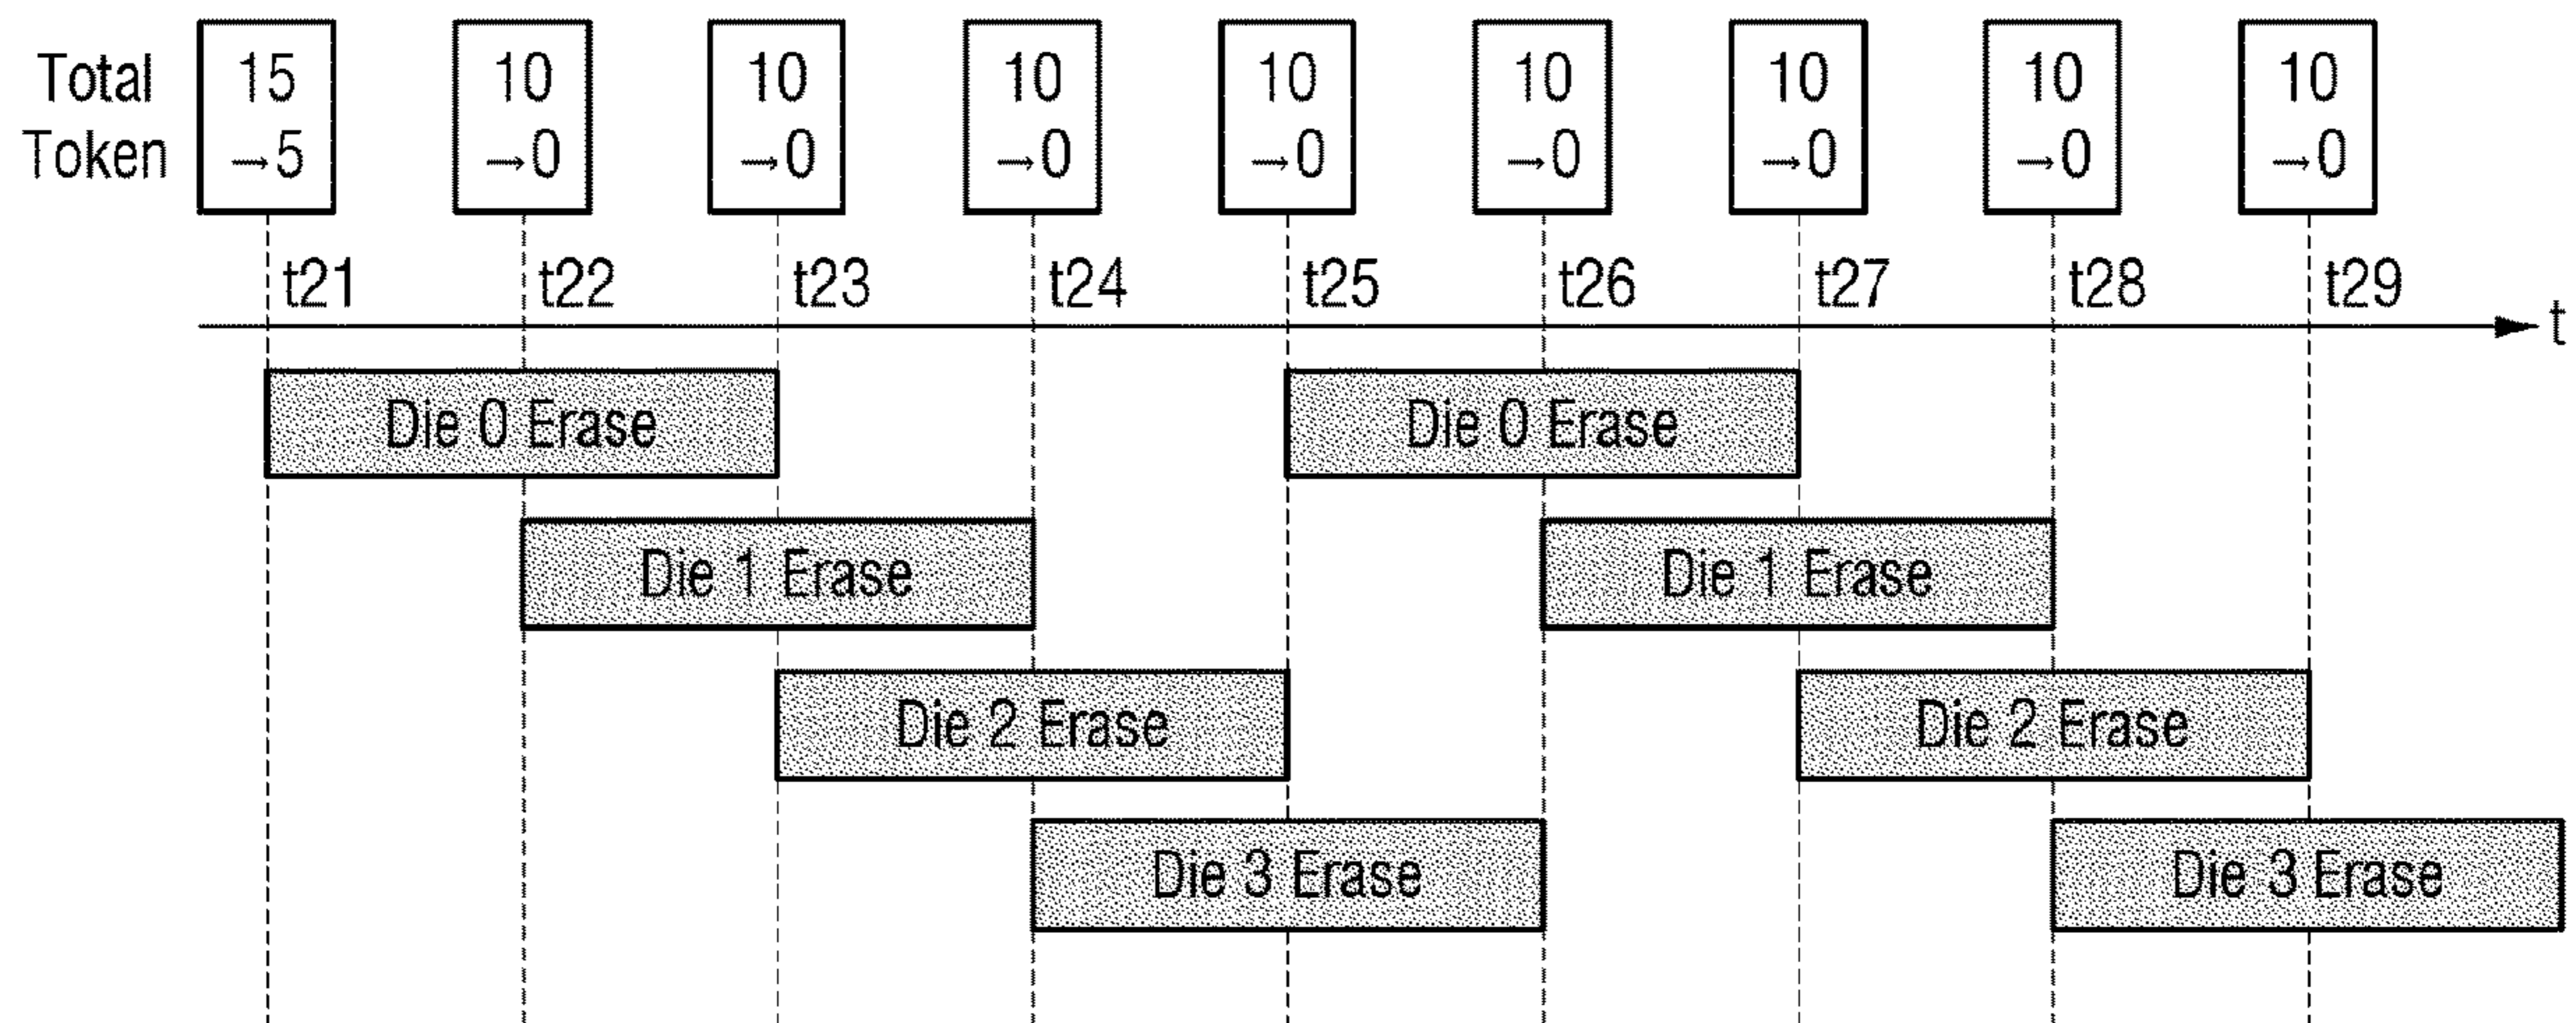 Total
Token
15
→5
10
→0
10
→0
10
→0
10
→0
10
→0
10
→0
10
→0
10
→0
t21
t22
t23
t24
t25
t26
t27
t28
t29
t
Die 0 Erase
Die 0 Erase
Die 1 Erase
Die 1 Erase
Die 2 Erase
Die 2 Erase
Die 3 Erase
Die 3 Erase